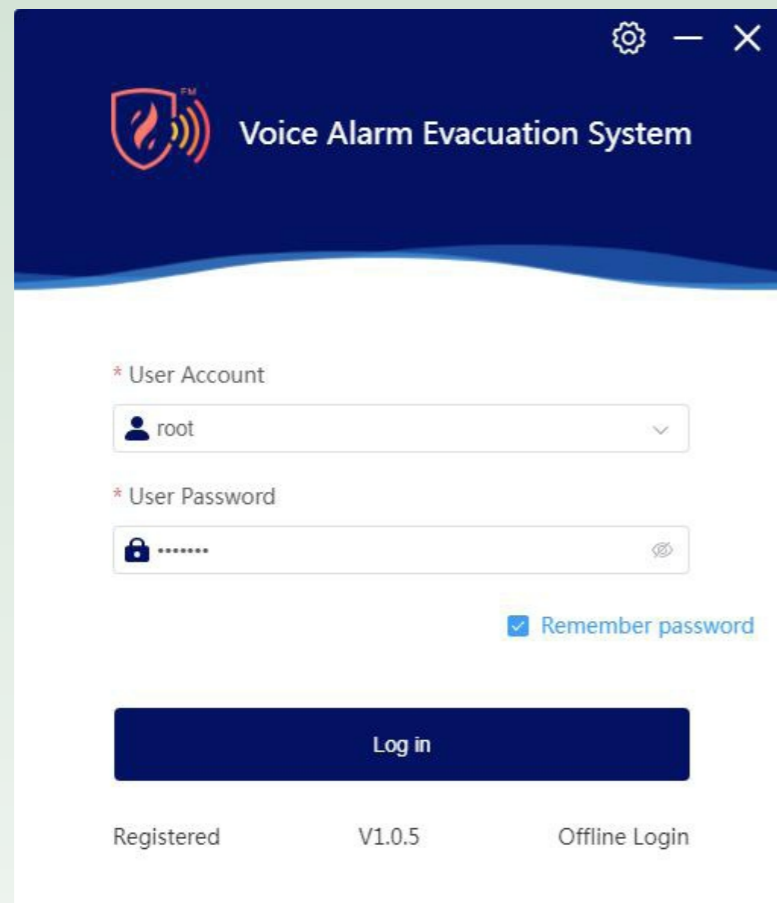 FM
Voice Alarm Evacuation System
* User Account
root
* User Password
•••••••
Remember password
Log in
Registered V1.0.5 Offline Login